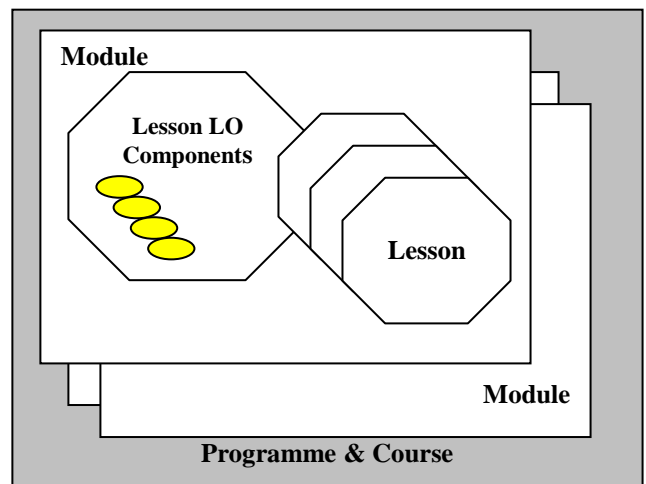 Module
Lesson LO
Components
Lesson
Module
Programme & Course